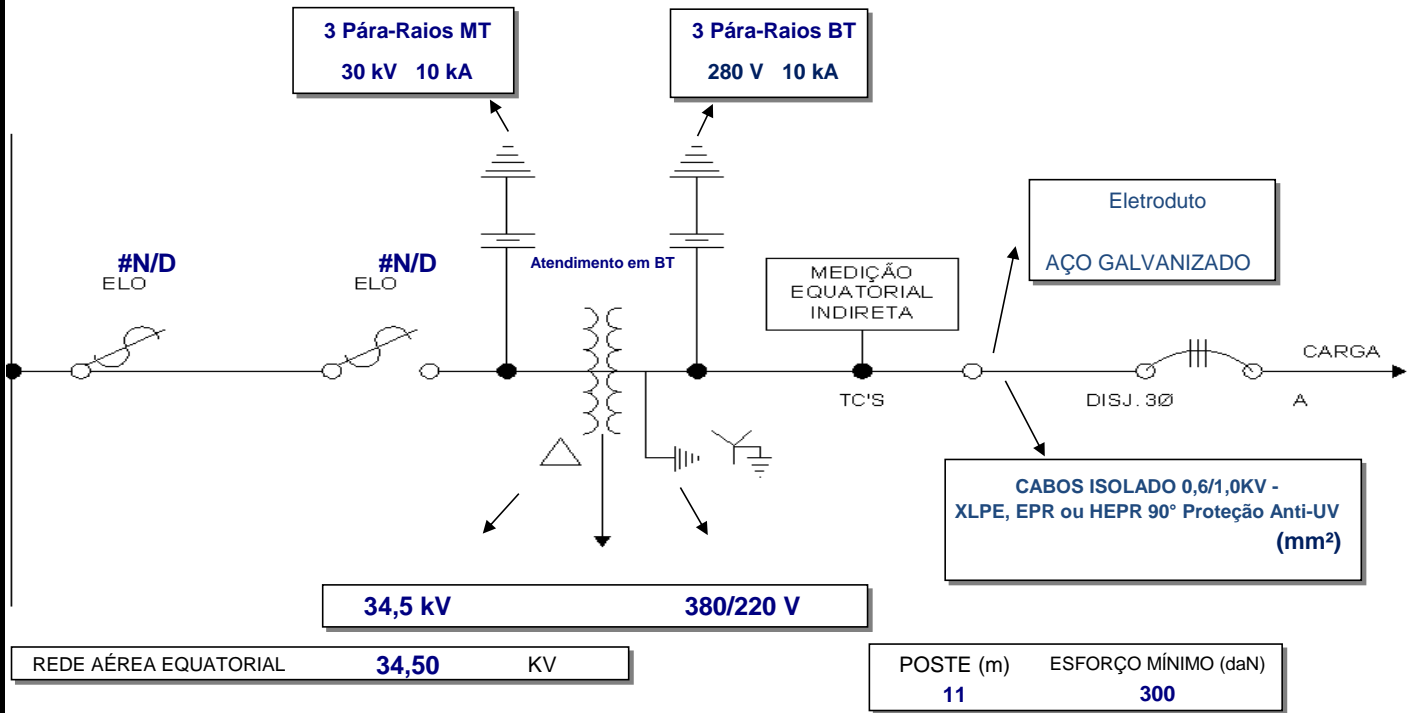 3 Pára-Raios MT
30 kV 10 kA
3 Pára-Raios BT
280 V 10 kA
Eletroduto
AÇO GALVANIZADO
#N/D
ELO
#N/D
ELO
Atendimento em BT
MEDIÇÃO
EQUATORIAL
INDIRETA
CARGA
TC'S
DISJ. 3Ø
A
CABOS ISOLADO 0,6/1,0KV -
XLPE, EPR ou HEPR 90° Proteção Anti-UV
(mm²)
34,5 kV 380/220 V
REDE AÉREA EQUATORIAL 34,50 KV
POSTE (m) ESFORÇO MÍNIMO (daN)
11 300